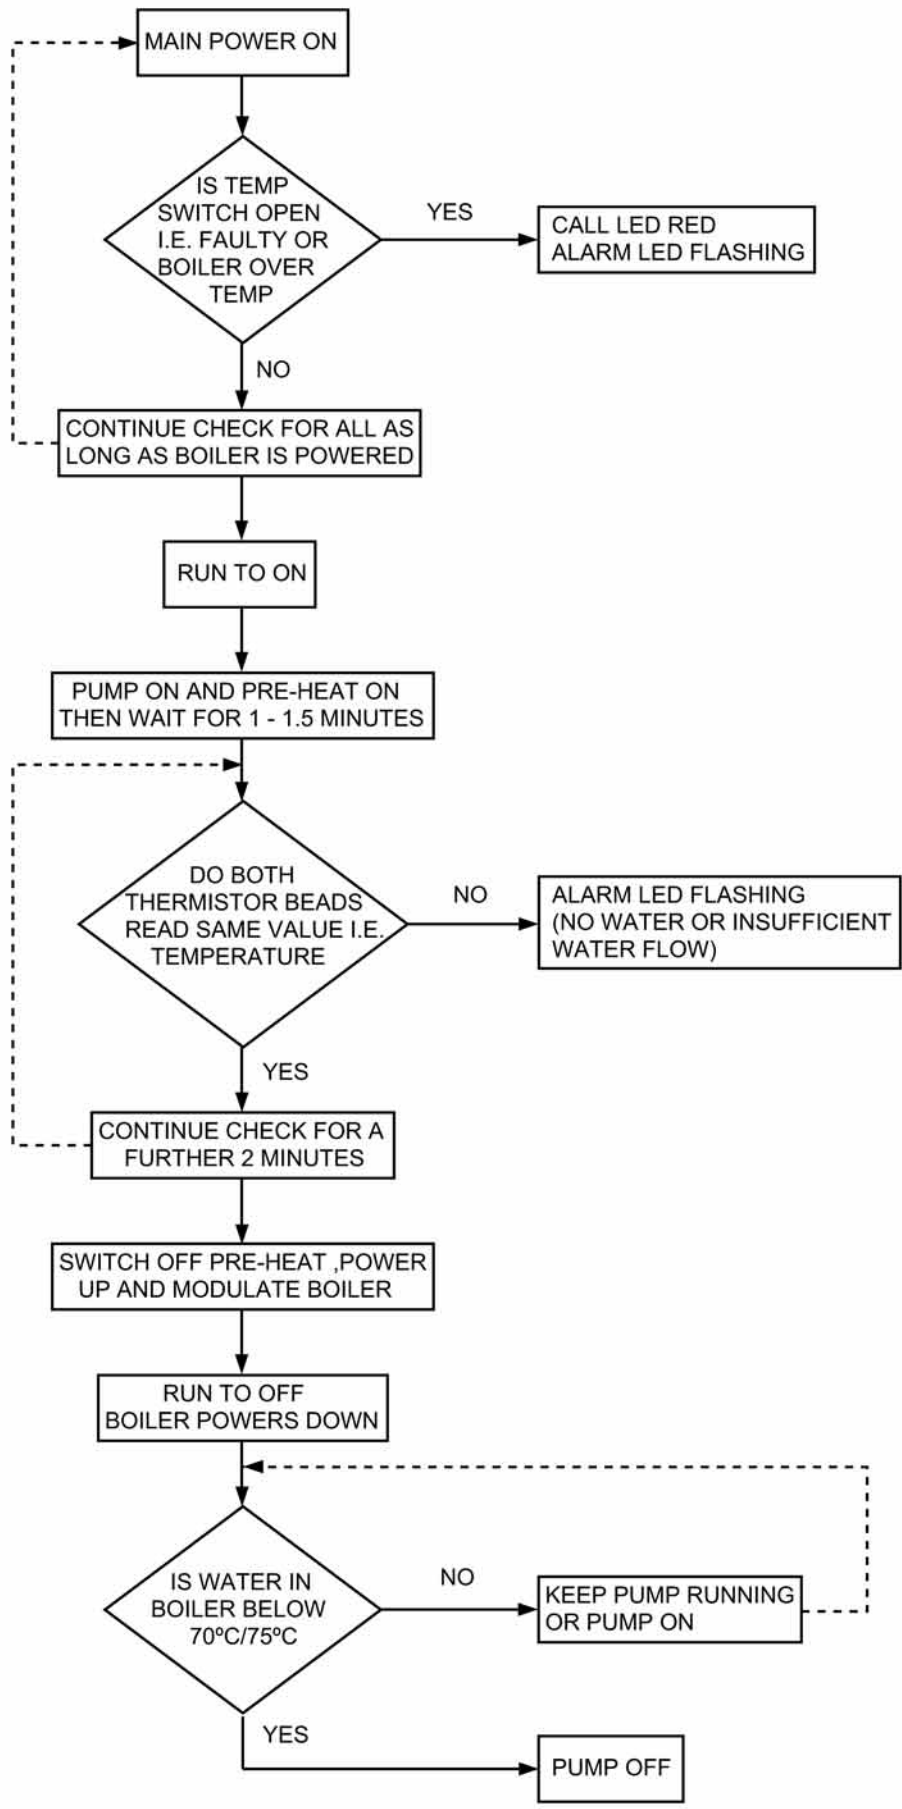 MAIN POWER ON
IS TEMP
SWITCH OPEN
I.E. FAULTY OR
BOILER OVER
TEMP
YES
CALL LED RED
ALARM LED FLASHING
NO
CONTINUE CHECK FOR ALL AS
LONG AS BOILER IS POWERED
RUN TO ON
PUMP ON AND PRE-HEAT ON
THEN WAIT FOR 1 - 1.5 MINUTES
DO BOTH
THERMISTOR BEADS
READ SAME VALUE I.E.
TEMPERATURE
NO
ALARM LED FLASHING
(NO WATER OR INSUFFICIENT
WATER FLOW)
YES
CONTINUE CHECK FOR A
FURTHER 2 MINUTES
SWITCH OFF PRE-HEAT ,POWER
UP AND MODULATE BOILER
RUN TO OFF
BOILER POWERS DOWN
IS WATER IN
BOILER BELOW
70ºC/75ºC
NO
KEEP PUMP RUNNING
OR PUMP ON
YES
PUMP OFF